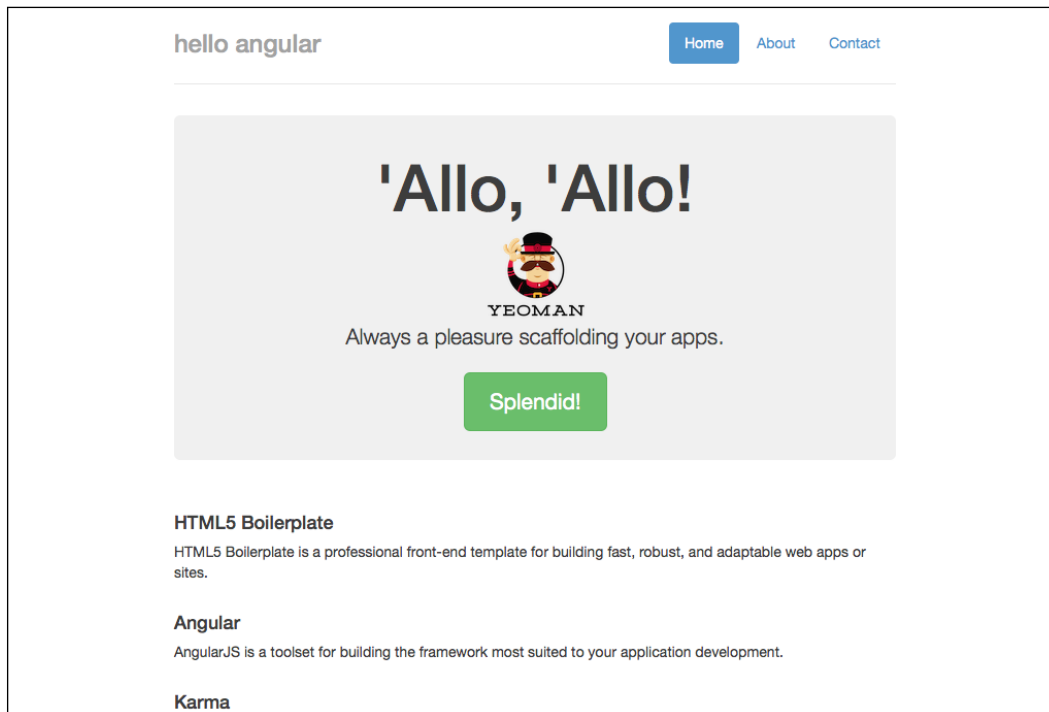 hello angular
Home About Contact
'Allo, 'Allo!
YEOMAN
Always a pleasure scaffolding your apps.
Splendid!
HTML5 Boilerplate
HTML5 Boilerplate is a professional front-end template for building fast, robust, and adaptable web apps or
sites.
Angular
AngularJS is a toolset for building the framework most suited to your application development.
Karma